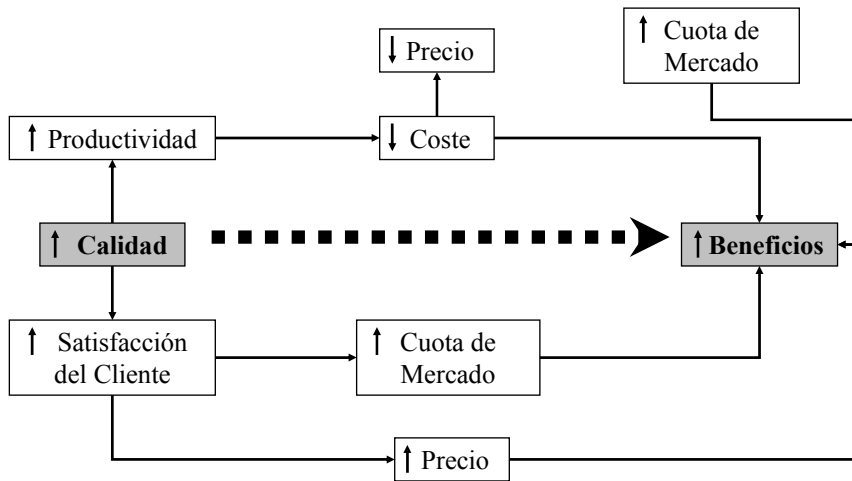 ↓ Precio
↑ Cuota de
Mercado
↑ Productividad
↓ Coste
↑ Calidad
↑ Beneficios
↑ Satisfacción
del Cliente
↑ Cuota de
Mercado
↑ Precio